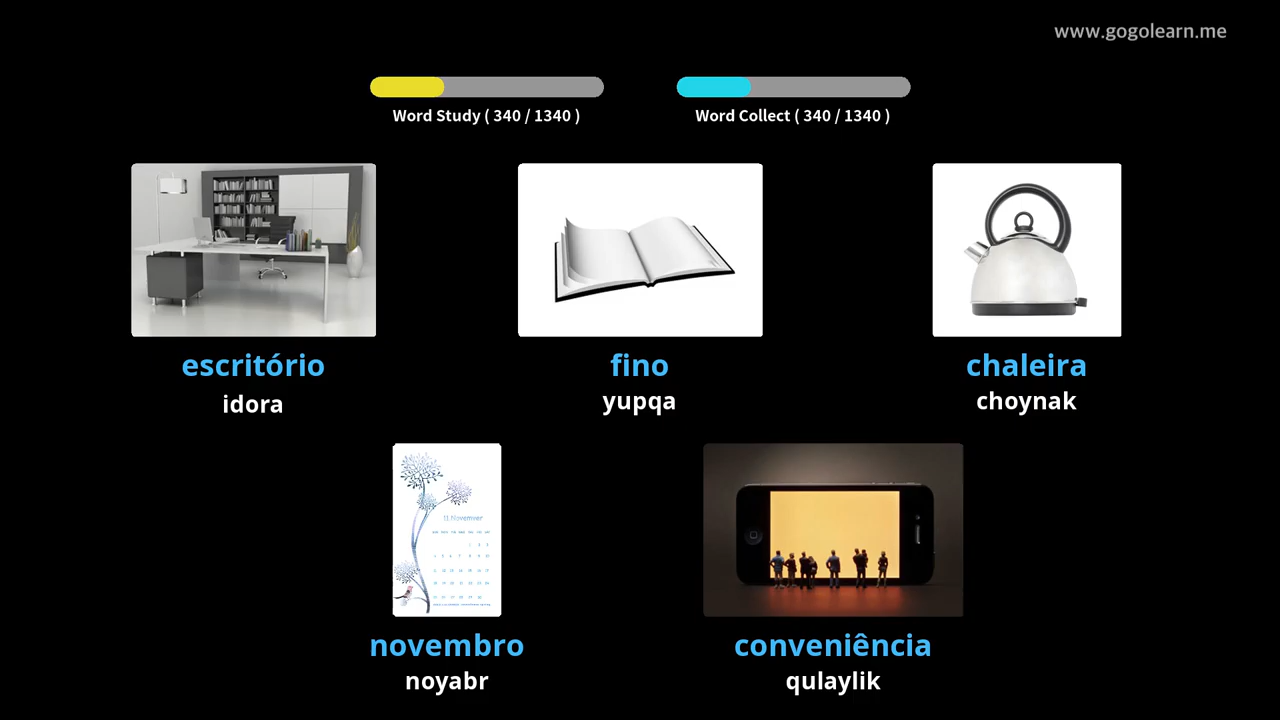 www.gogolearn.me
Word Study ( 340 / 1340 )
Word Collect ( 340 / 1340 )
escritório
idora
fino
yupqa
chaleira
choynak
novembro
noyabr
conveniência
qulaylik